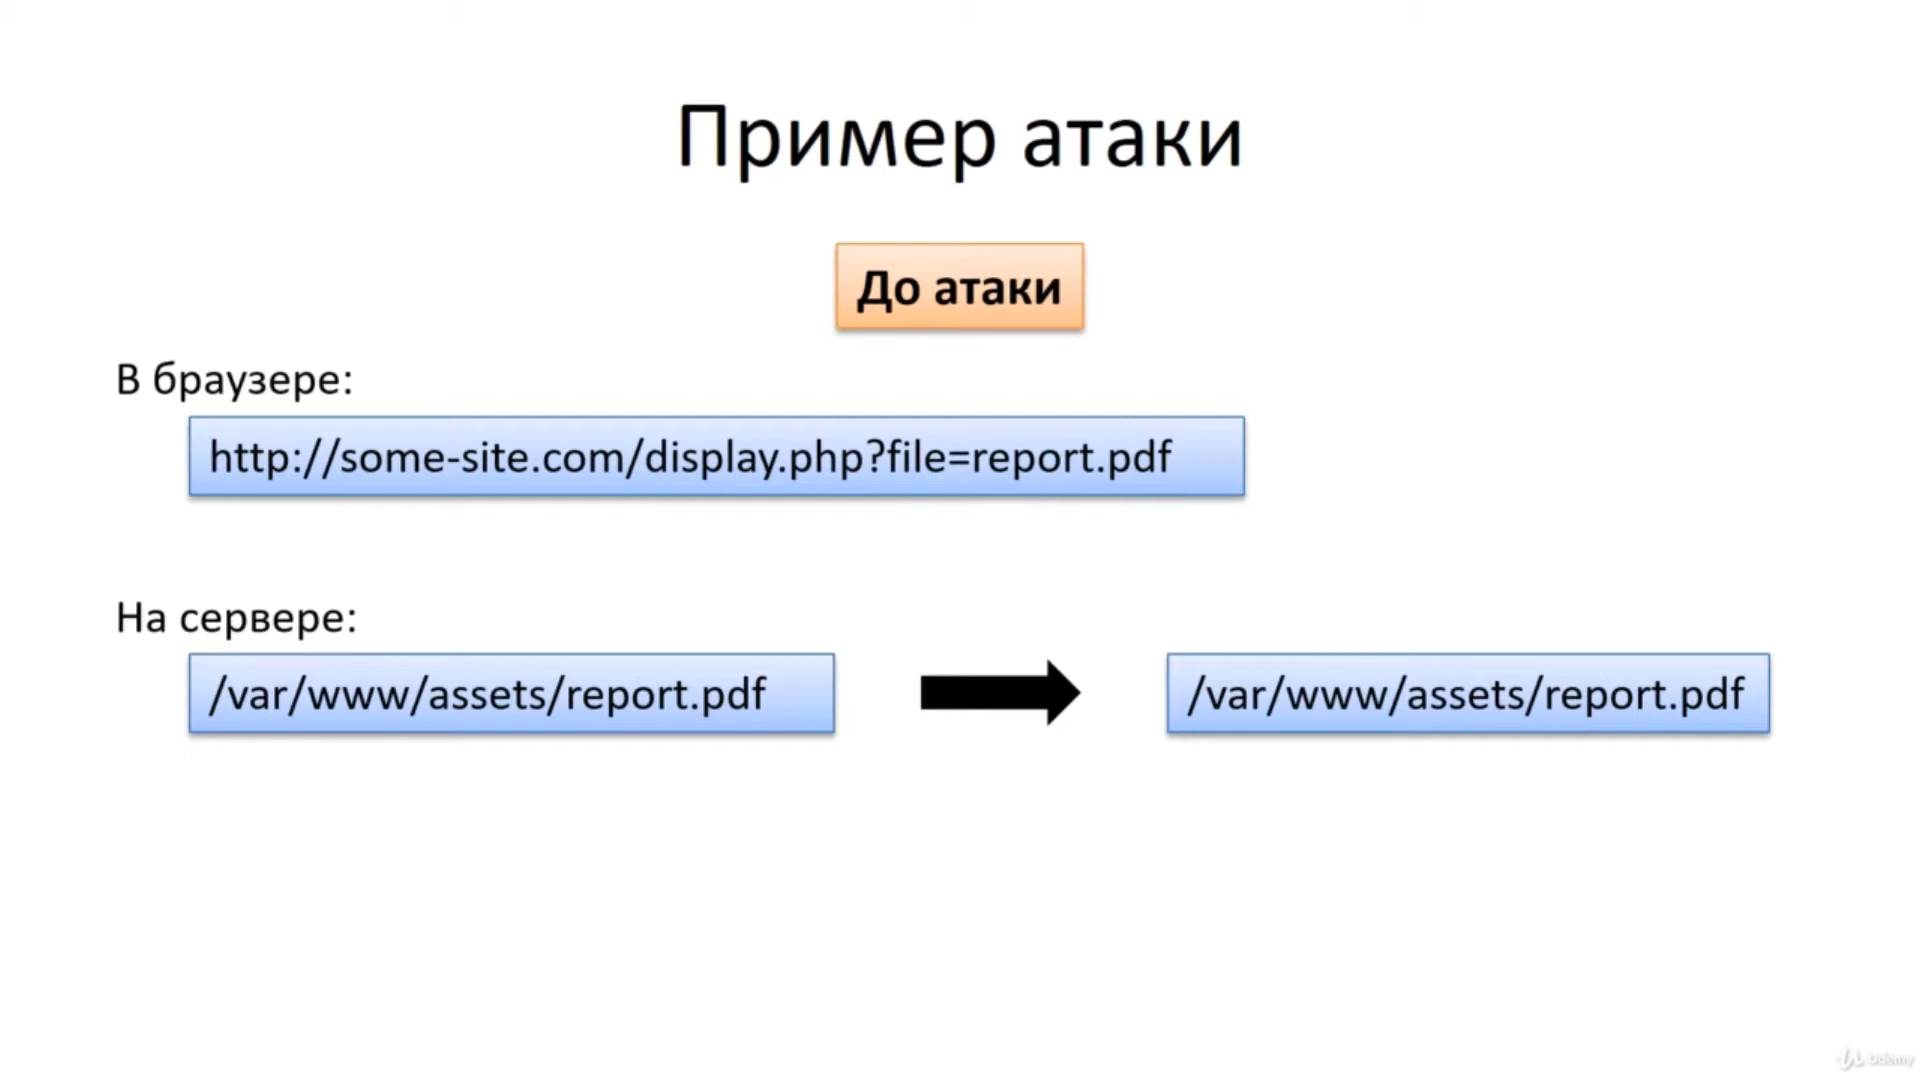 Пример атаки
До атаки
В браузере:
http://some-site.com/display.php?file=report.pdf
На сервере:
/var/www/assets/report.pdf
/var/www/assets/report.pdf
Udemy